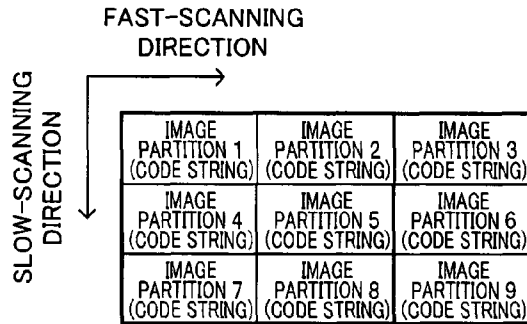 FAST-SCANNING
DIRECTION
SLOW-SCANNING
DIRECTION
IMAGE
PARTITION 1
(CODE STRING)
IMAGE
PARTITION 2
(CODE STRING)
IMAGE
PARTITION 3
(CODE STRING)
IMAGE
PARTITION 4
(CODE STRING)
IMAGE
PARTITION 5
(CODE STRING)
IMAGE
PARTITION 6
(CODE STRING)
IMAGE
PARTITION 7
(CODE STRING)
IMAGE
PARTITION 8
(CODE STRING)
IMAGE
PARTITION 9
(CODE STRING)